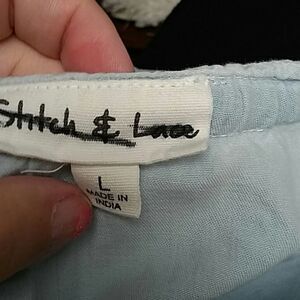 Stitch & Lace
L
MADE IN
INDIA